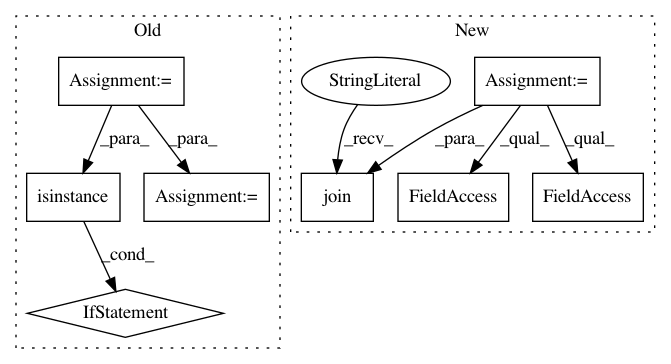 Old
New
Assignment:=
StringLiteral
Assignment:=
_para_
_para_
_recv_
_para_
_qual_
_qual_
isinstance
Assignment:=
join
FieldAccess
FieldAccess
_cond_
IfStatement